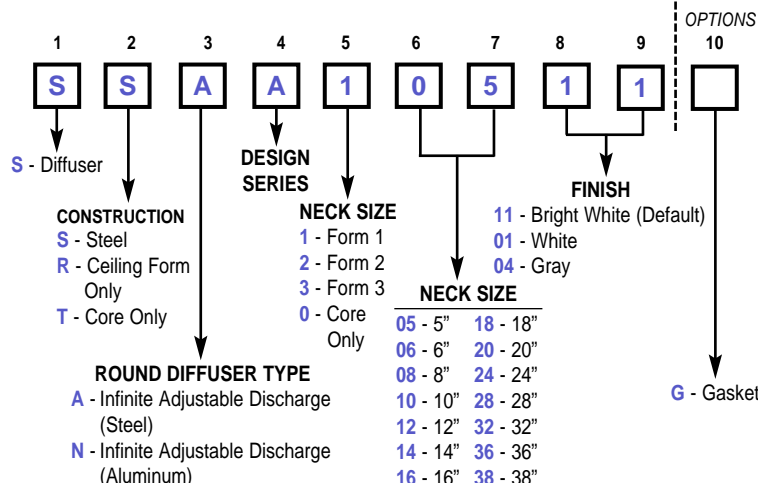 OPTIONS
1 2 3 4 5 6 7 8 9 10
S S A A 1 0 5 1 1
S - Diffuser
CONSTRUCTION
S - Steel
R - Ceiling Form
Only
T - Core Only
ROUND DIFFUSER TYPE
A - Infinite Adjustable Discharge
(Steel)
N - Infinite Adjustable Discharge
(Aluminum)
DESIGN
SERIES
NECK SIZE
1 - Form 1
2 - Form 2
3 - Form 3
0 - Core
Only
NECK SIZE
05 - 5” 18 - 18”
06 - 6” 20 - 20”
08 - 8” 24 - 24”
10 - 10” 28 - 28”
12 - 12” 32 - 32”
14 - 14” 36 - 36”
16 - 16” 38 - 38”
FINISH
11 - Bright White (Default)
01 - White
04 - Gray
G - Gasket